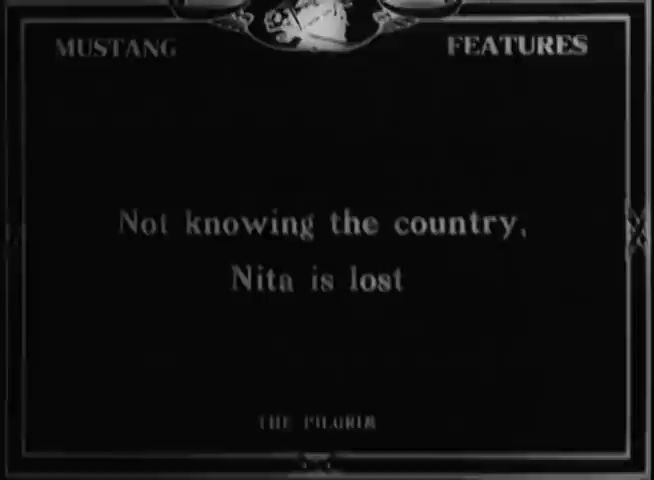 MUSTANG FEATURES
Not knowing the country,
Nita is lost
THE PILGRIM